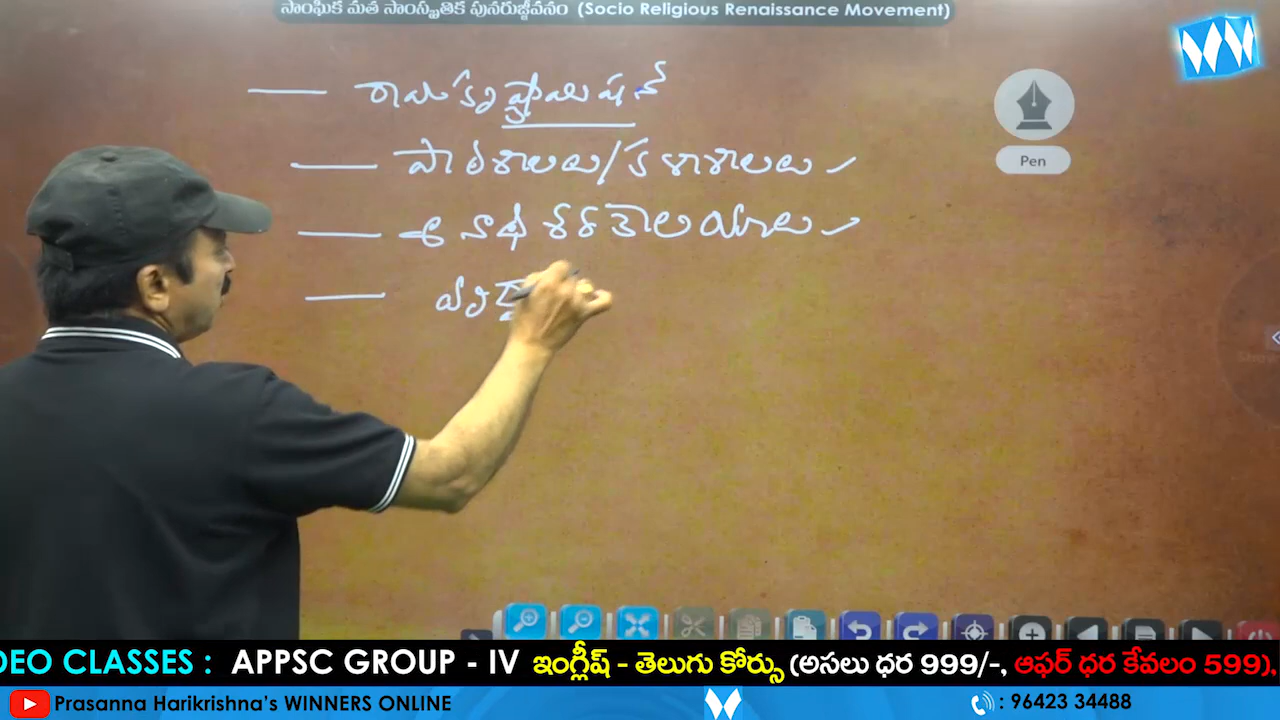 సాంఘిక మత సాంస్కృతిక పునరుజ్జీవనం (Socio Religious Renaissance Movement)
W
— రామకృష్ణా మిషన్
Pen
— పాఠశాలలు/కళాశాలలు
— అనాథ శరణాలయాలు
—
DEO CLASSES : APPSC GROUP - IV ఇంగ్లీష్ - తెలుగు కోర్సు (అసలు ధర 999/-, ఆఫర్ ధర కేవలం 599),
Prasanna Harikrishna's WINNERS ONLINE
: 96423 34488